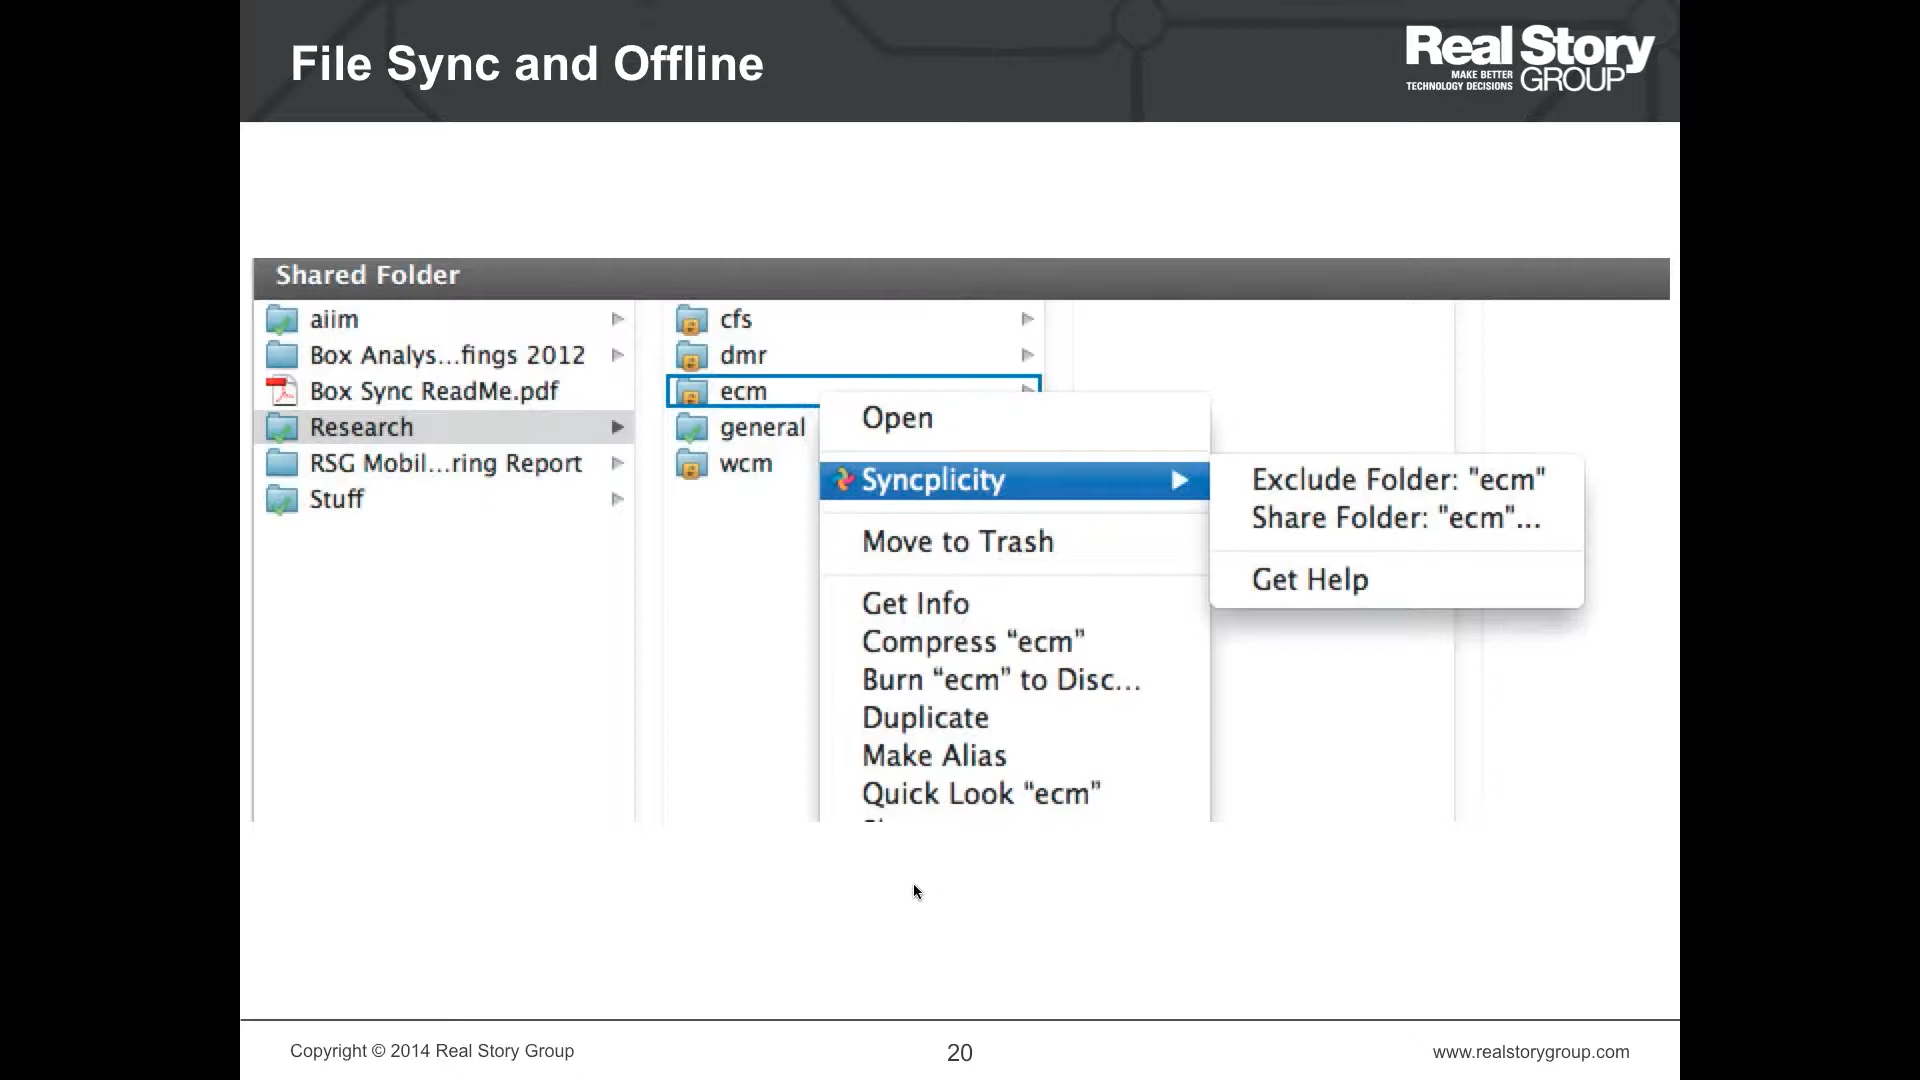 File Sync and Offline
Real Story
MAKE BETTER
TECHNOLOGY DECISIONS
GROUP
Shared Folder
aiim
Box Analys...fings 2012
Box Sync ReadMe.pdf
Research
RSG Mobil...ring Report
Stuff
cfs
dmr
ecm
general
wcm
Open
Syncplicity
Move to Trash
Get Info
Compress “ecm”
Burn “ecm” to Disc...
Duplicate
Make Alias
Quick Look “ecm”
Exclude Folder: "ecm"
Share Folder: "ecm"...
Get Help
Copyright © 2014 Real Story Group
20
www.realstorygroup.com